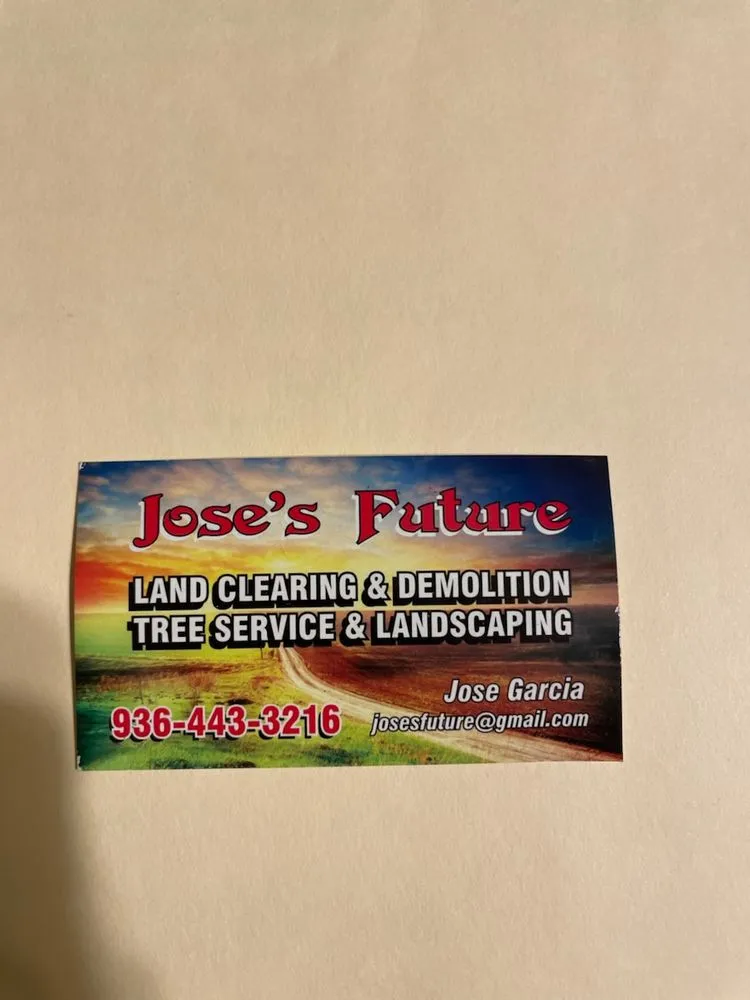 Jose's Future
LAND CLEARING & DEMOLITION
TREE SERVICE & LANDSCAPING
Jose Garcia
936-443-3216 josesfuture@gmail.com